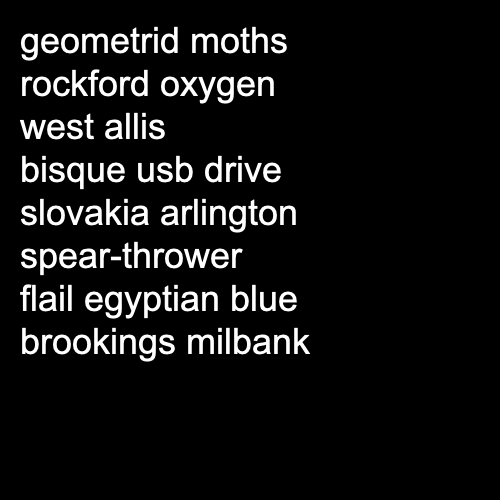 geometrid moths
rockford oxygen
west allis
bisque usb drive
slovakia arlington
spear-thrower
flail egyptian blue
brookings milbank